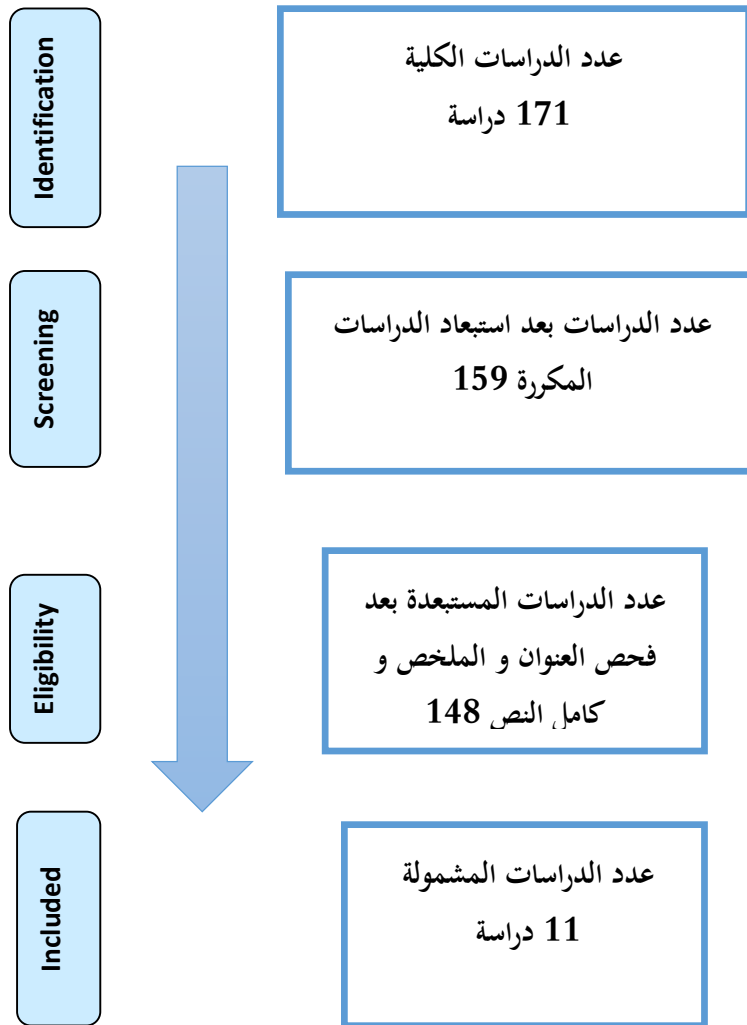 Identification
عدد الدراسات الكلية
171 دراسة
Screening
عدد الدراسات بعد استبعاد الدراسات
المكررة 159
Eligibility
عدد الدراسات المستبعدة بعد
فحص العنوان و الملخص و
كامل النص 148
Included
عدد الدراسات المشمولة
11 دراسة